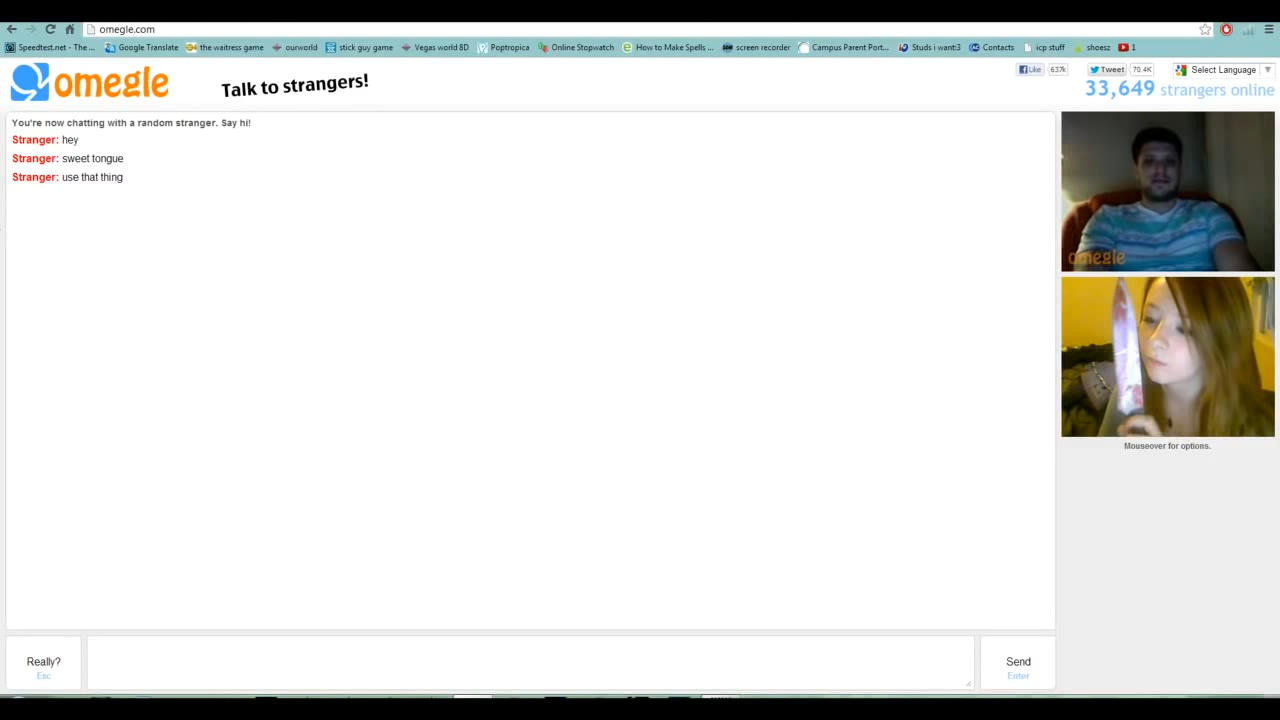 omegle.com
Speedtest.net - The ...
Google Translate
the waitress game
ourworld
stick guy game
Vegas world 8D
Poptropica
Online Stopwatch
How to Make Spells ...
screen recorder
Campus Parent Port...
Studs i want:3
Contacts
icp stuff
shoesz
1
omegle
Talk to strangers!
Like 637k
Tweet 70.4K
Select Language
33,649 strangers online
You're now chatting with a random stranger. Say hi!
Stranger: hey
Stranger: sweet tongue
Stranger: use that thing
omegle
Mouseover for options.
Really?
Esc
Send
Enter